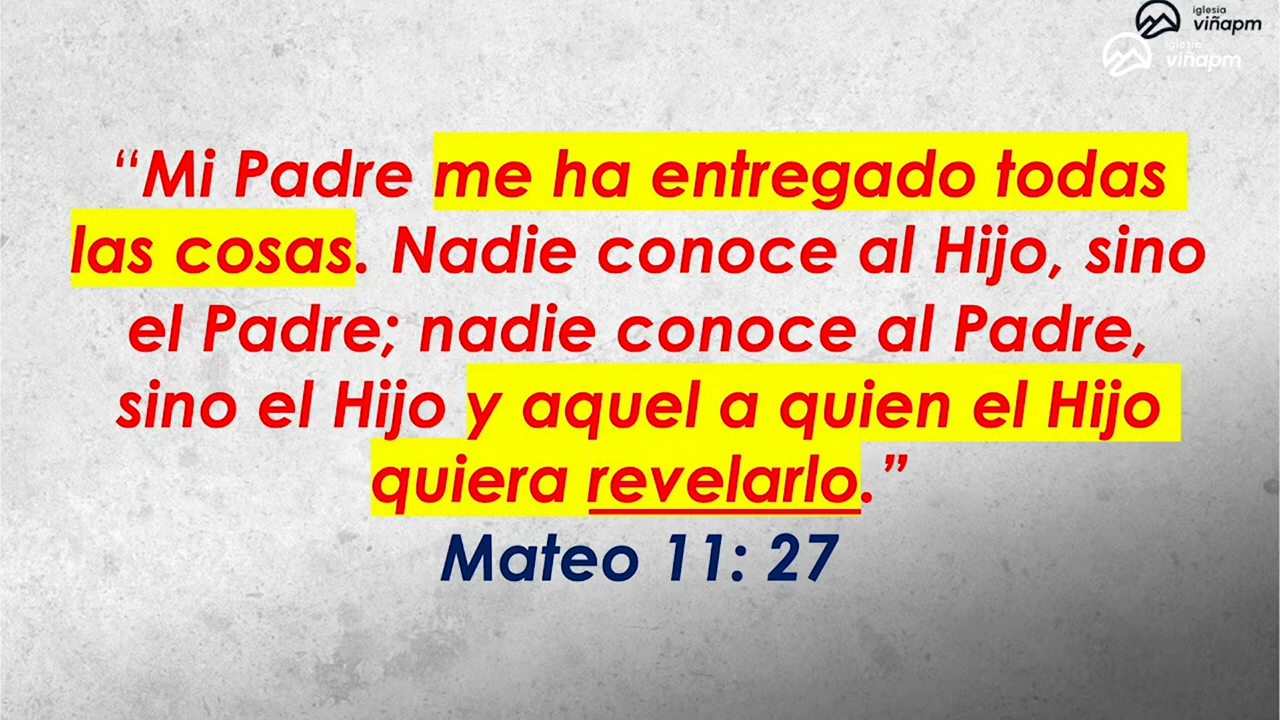 iglesia
viñapm
iglesia
viñapm
“Mi Padre me ha entregado todas
las cosas. Nadie conoce al Hijo, sino
el Padre; nadie conoce al Padre,
sino el Hijo y aquel a quien el Hijo
quiera revelarlo.”
Mateo 11: 27